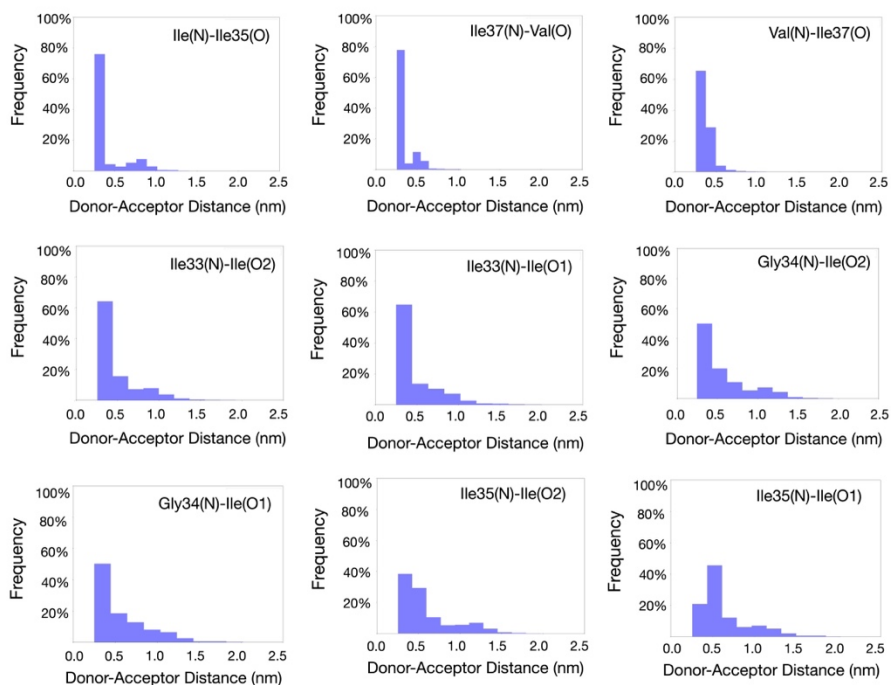 100%
80%
60%
40%
20%
Frequency
Ile(N)-Ile35(O)
0.0 0.5 1.0 1.5 2.0 2.5
Donor-Acceptor Distance (nm)
100%
80%
60%
40%
20%
Frequency
Ile37(N)-Val(O)
0.0 0.5 1.0 1.5 2.0 2.5
Donor-Acceptor Distance (nm)
100%
80%
60%
40%
20%
Frequency
Val(N)-Ile37(O)
0.0 0.5 1.0 1.5 2.0 2.5
Donor-Acceptor Distance (nm)
100%
80%
60%
40%
20%
Frequency
Ile33(N)-Ile(O2)
0.0 0.5 1.0 1.5 2.0 2.5
Donor-Acceptor Distance (nm)
100%
80%
60%
40%
20%
Frequency
Ile33(N)-Ile(O1)
0.0 0.5 1.0 1.5 2.0 2.5
Donor-Acceptor Distance (nm)
100%
80%
60%
40%
20%
Frequency
Gly34(N)-Ile(O2)
0.0 0.5 1.0 1.5 2.0 2.5
Donor-Acceptor Distance (nm)
100%
80%
60%
40%
20%
Frequency
Gly34(N)-Ile(O1)
0.0 0.5 1.0 1.5 2.0 2.5
Donor-Acceptor Distance (nm)
100%
80%
60%
40%
20%
Frequency
Ile35(N)-Ile(O2)
0.0 0.5 1.0 1.5 2.0 2.5
Donor-Acceptor Distance (nm)
100%
80%
60%
40%
20%
Frequency
Ile35(N)-Ile(O1)
0.0 0.5 1.0 1.5 2.0 2.5
Donor-Acceptor Distance (nm)